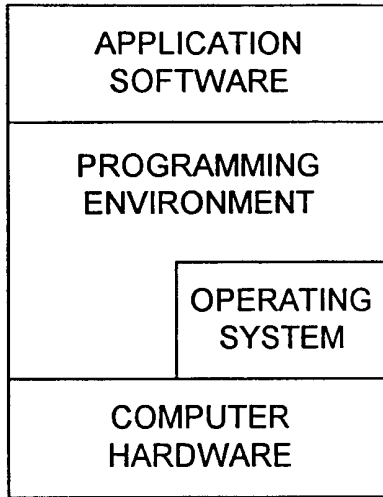 APPLICATION
SOFTWARE
PROGRAMMING
ENVIRONMENT
OPERATING
SYSTEM
COMPUTER
HARDWARE